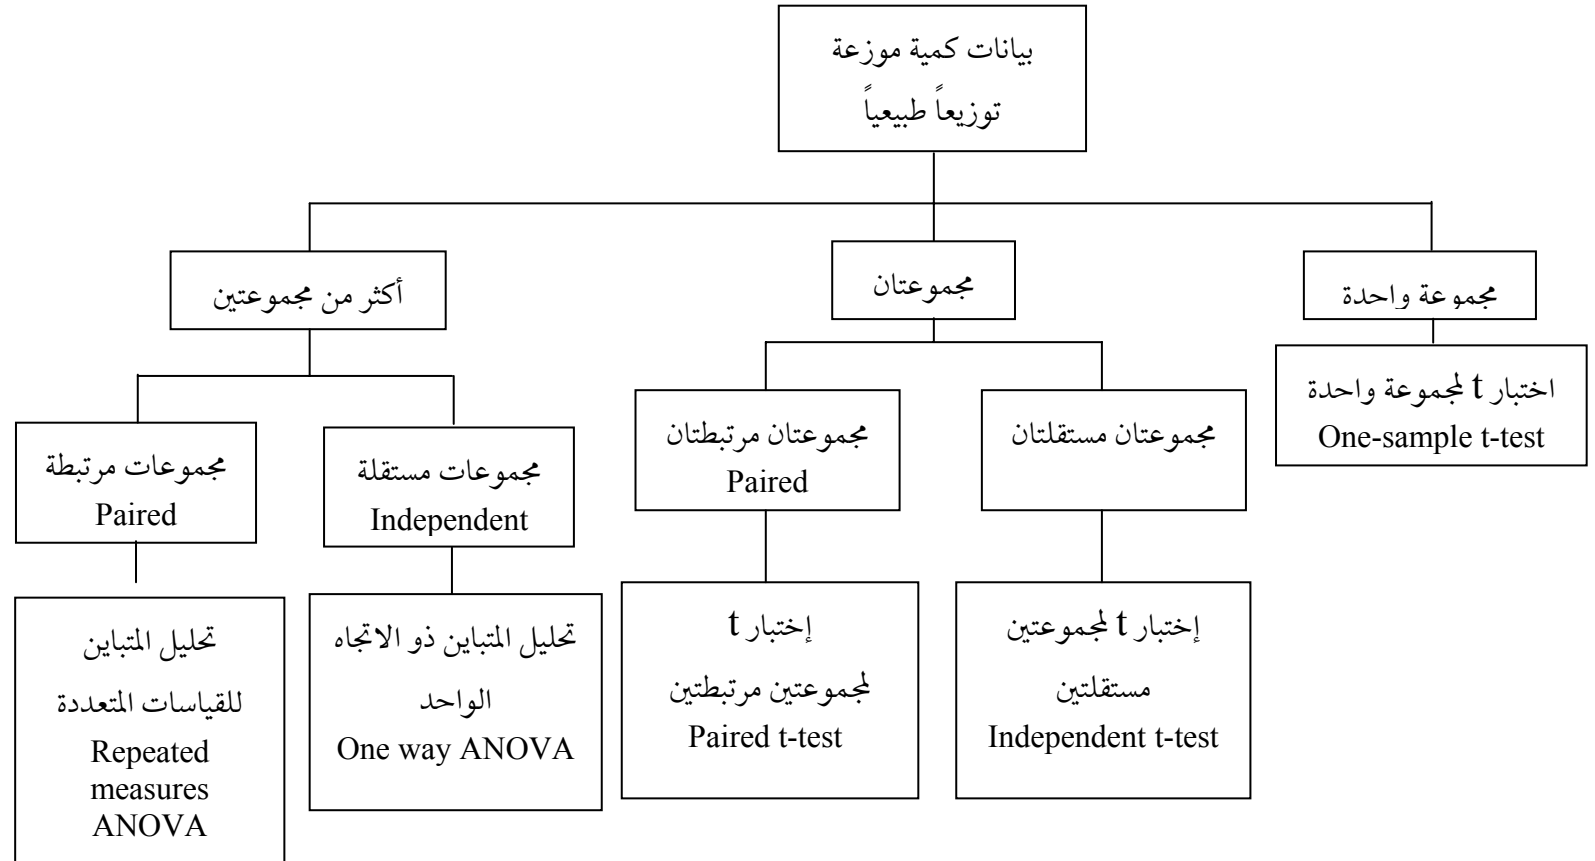 بيانات كمية موزعة
توزيعاً طبيعياً
مجموعة واحدة
مجموعتان
أكثر من مجموعتين
اختبار t لمجموعة واحدة
One-sample t-test
مجموعتان مستقلتان
مجموعتان مرتبطتان
Paired
مجموعات مستقلة
Independent
مجموعات مرتبطة
Paired
إختبار t لمجموعتين
مستقلتين
Independent t-test
إختبار t
لمجموعتين مرتبطتين
Paired t-test
تحليل المتباين ذو الاتجاه
الواحد
One way ANOVA
تحليل المتباين
للقياسات المتعددة
Repeated
measures
ANOVA